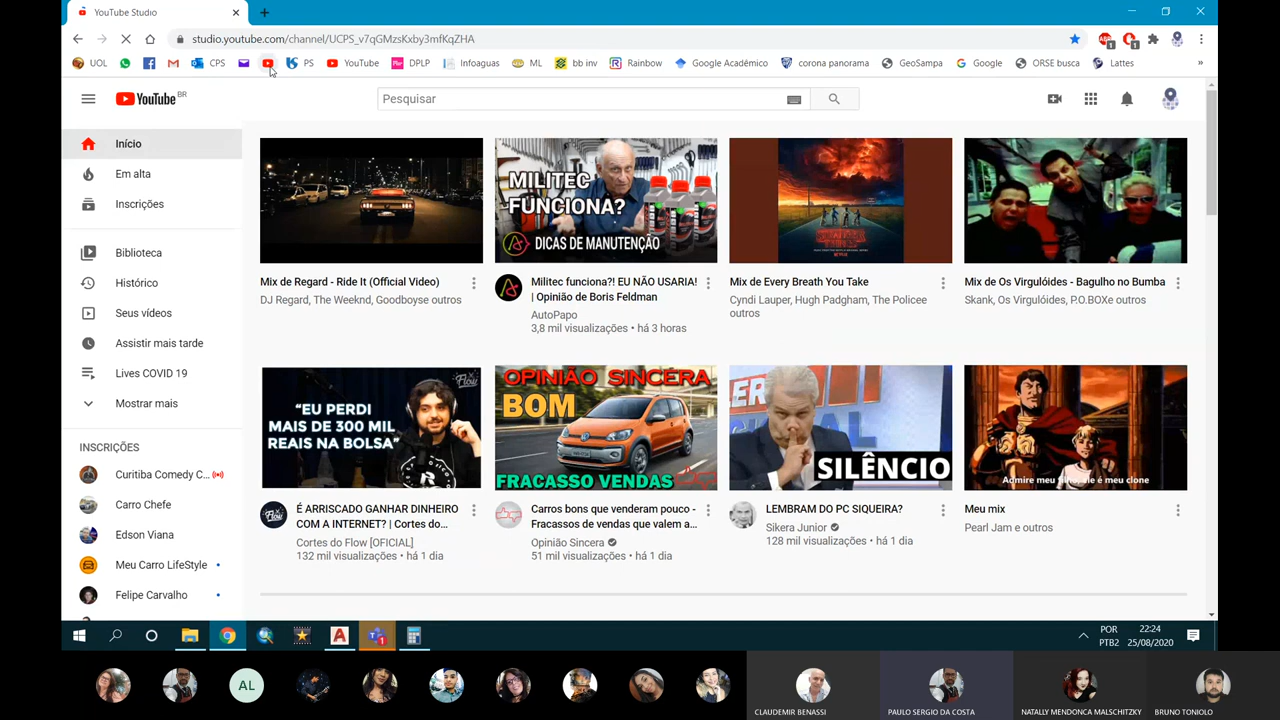 YouTube Studio
studio.youtube.com/channel/UCPS_v7qGMzsKxby3mfKqZHA
UOL CPS PS YouTube DPLP Infoaguas ML bb inv Rainbow Google Acadêmico corona panorama GeoSampa Google ORSE busca Lattes »
YouTube BR
Pesquisar
Início
Em alta
Inscrições
Biblioteca
Histórico
Seus vídeos
Assistir mais tarde
Lives COVID 19
Mostrar mais
INSCRIÇÕES
Curitiba Comedy C...
Carro Chefe
Edson Viana
Meu Carro LifeStyle
Felipe Carvalho
Mix de Regard - Ride It (Official Video)
DJ Regard, The Weeknd, Goodboyse outros
MILITEC
FUNCIONA?
DICAS DE MANUTENÇÃO
Militec funciona?! EU NÃO USARIA!
| Opinião de Boris Feldman
AutoPapo
3,8 mil visualizações • há 3 horas
NETFLIX
Mix de Every Breath You Take
Cyndi Lauper, Hugh Padgham, The Policee
outros
Mix de Os Virgulóides - Bagulho no Bumba
Skank, Os Virgulóides, P.O.BOXe outros
Flow
“EU PERDI
MAIS DE 300 MIL
REAIS NA BOLSA”
É ARRISCADO GANHAR DINHEIRO
COM A INTERNET? | Cortes do...
Cortes do Flow [OFICIAL]
132 mil visualizações • há 1 dia
OPINIÃO SINCERA
BOM
FRACASSO VENDAS
Carros bons que venderam pouco -
Fracassos de vendas que valem a...
Opinião Sincera
51 mil visualizações • há 1 dia
SILÊNCIO
LEMBRAM DO PC SIQUEIRA?
Sikera Junior
128 mil visualizações • há 1 dia
Admire meu filho, ele é meu clone
Meu mix
Pearl Jam e outros
POR
PTB2
22:24
25/08/2020
AL
CLAUDEMIR BENASSI
PAULO SERGIO DA COSTA
NATALLY MENDONCA MALSCHITZKY
BRUNO TONIOLO